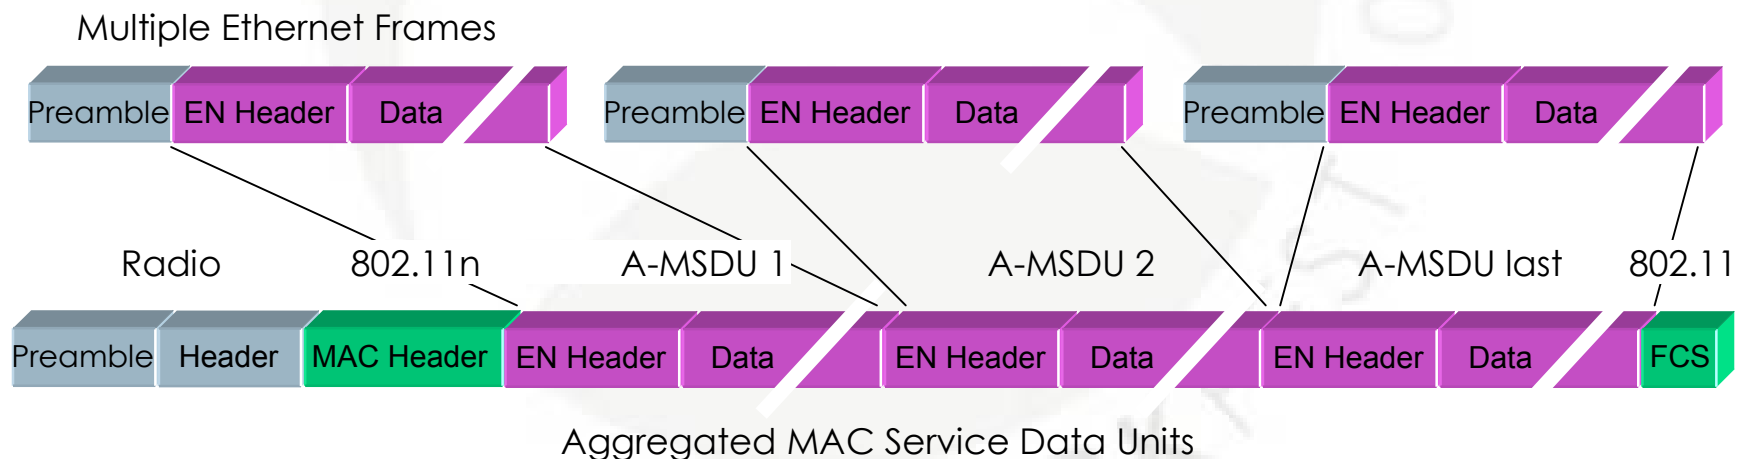 Multiple Ethernet Frames
Preamble EN Header Data Preamble EN Header Data Preamble EN Header Data
Radio 802.11n A-MSDU 1 A-MSDU 2 A-MSDU last 802.11
Preamble Header MAC Header EN Header Data EN Header Data EN Header Data FCS
Aggregated MAC Service Data Units